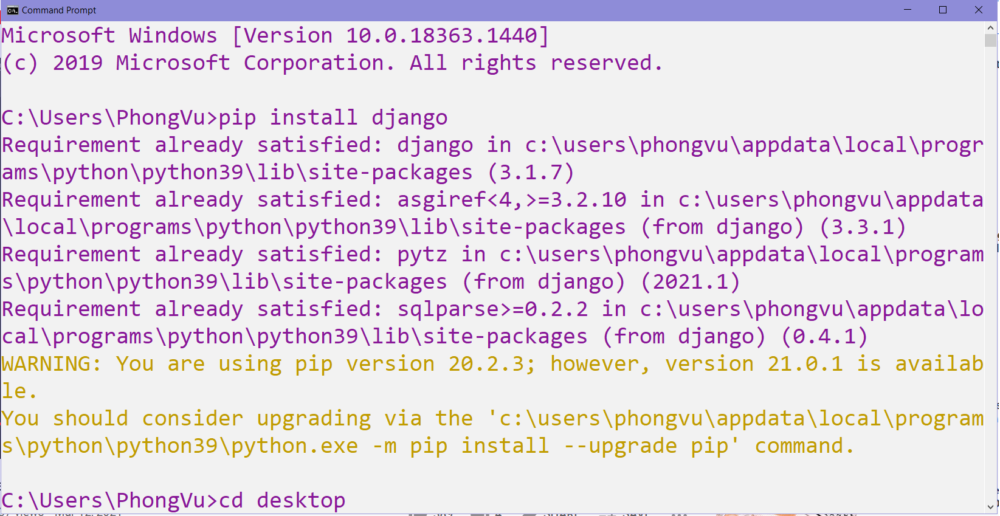 Command Prompt
Microsoft Windows [Version 10.0.18363.1440]
(c) 2019 Microsoft Corporation. All rights reserved.
C:\Users\PhongVu>pip install django
Requirement already satisfied: django in c:\users\phongvu\appdata\local\progr
ams\python\python39\lib\site-packages (3.1.7)
Requirement already satisfied: asgiref<4,>=3.2.10 in c:\users\phongvu\appdata
\local\programs\python\python39\lib\site-packages (from django) (3.3.1)
Requirement already satisfied: pytz in c:\users\phongvu\appdata\local\program
s\python\python39\lib\site-packages (from django) (2021.1)
Requirement already satisfied: sqlparse>=0.2.2 in c:\users\phongvu\appdata\lo
cal\programs\python\python39\lib\site-packages (from django) (0.4.1)
WARNING: You are using pip version 20.2.3; however, version 21.0.1 is availab
le.
You should consider upgrading via the 'c:\users\phongvu\appdata\local\program
s\python\python39\python.exe -m pip install --upgrade pip' command.
C:\Users\PhongVu>cd desktop